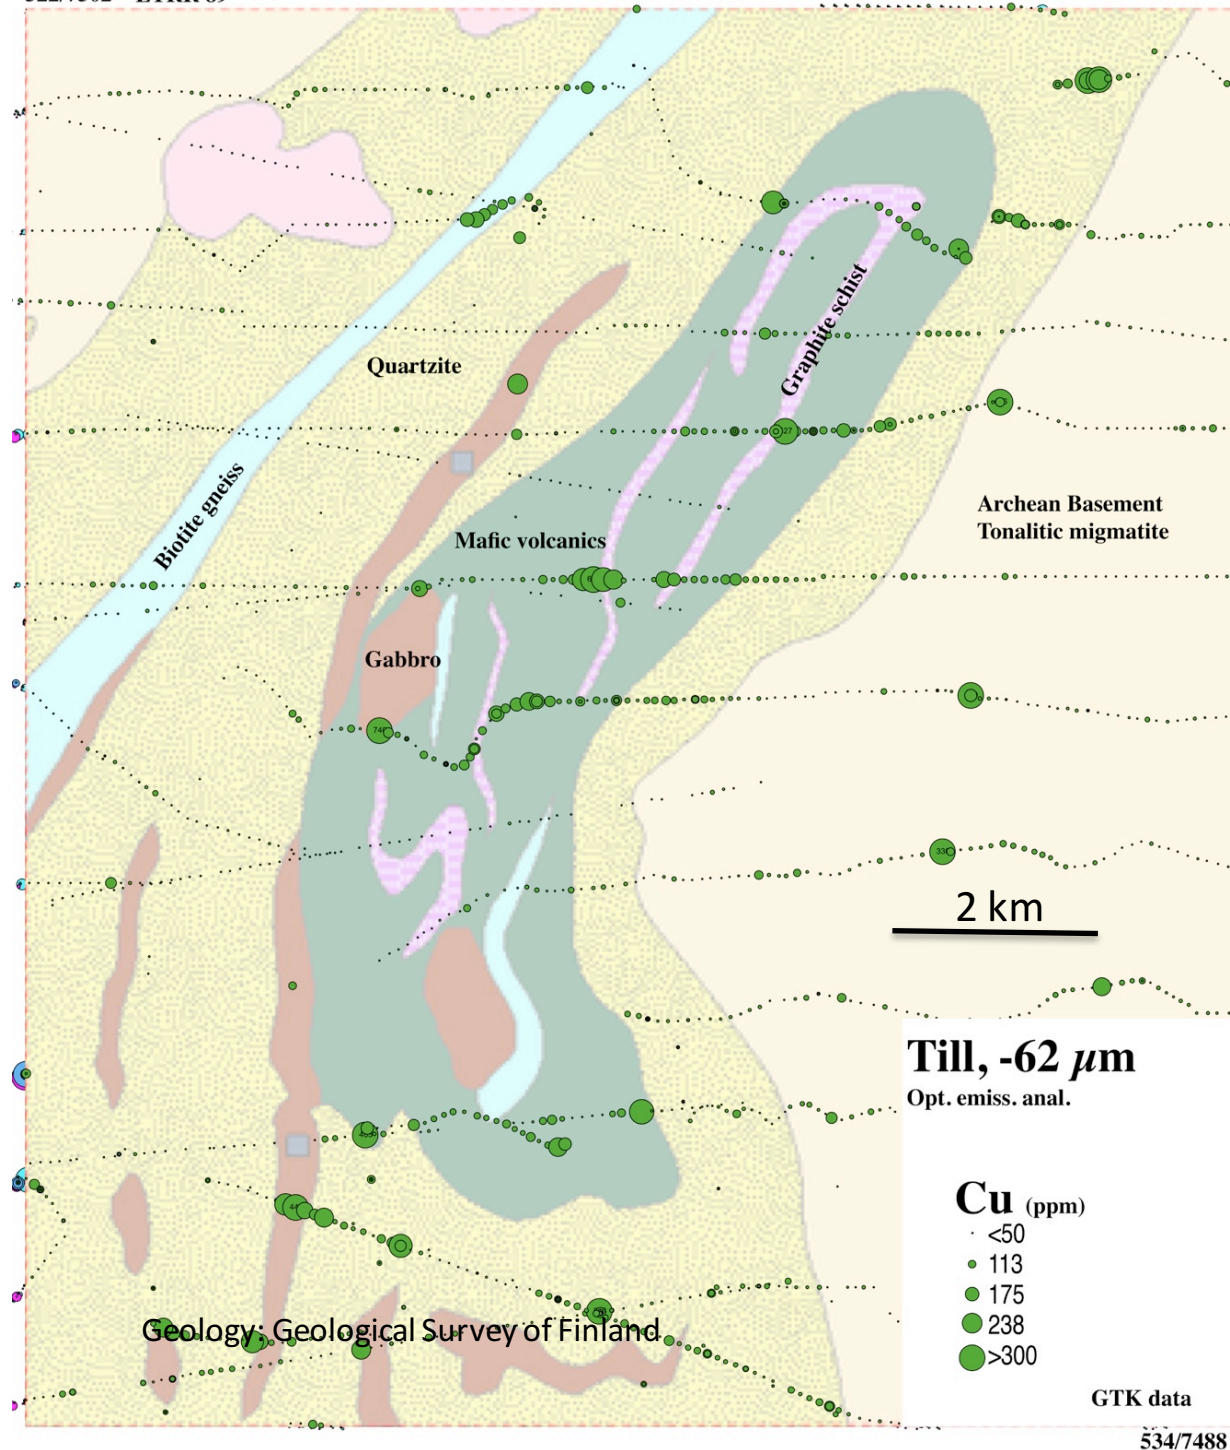 Quartzite
Graphite schist
Biotite gneiss
Archean Basement
Tonalitic migmatite
Mafic volcanics
Gabbro
2 km
Till, -62 µm
Opt. emiss. anal.
Cu (ppm)
<50
113
175
238
>300
Geology: Geological Survey of Finland
GTK data
534/7488